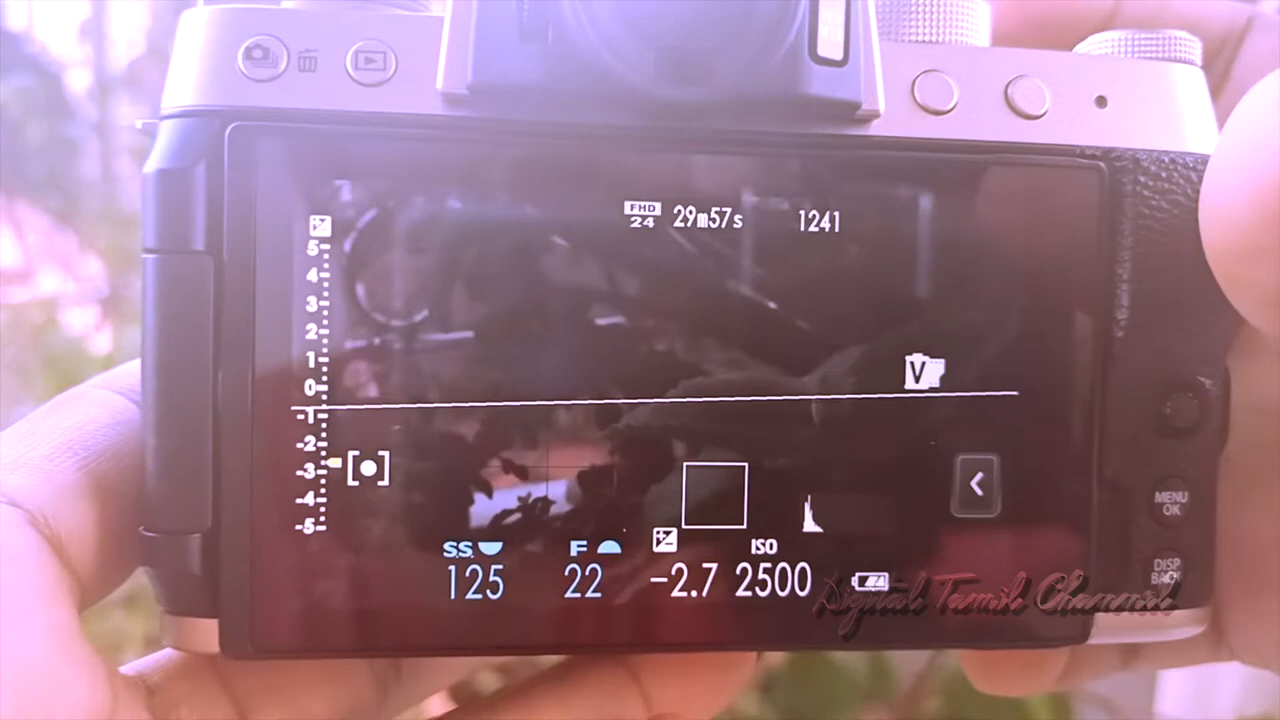 FHD
24 29m57s 1241
5
4
3
2
1
0
-1
-2
-3
-4
-5
V
S.S. F ISO
125 22 -2.7 2500
MENU
OK
DISP
BACK
Digital Tamil Channel